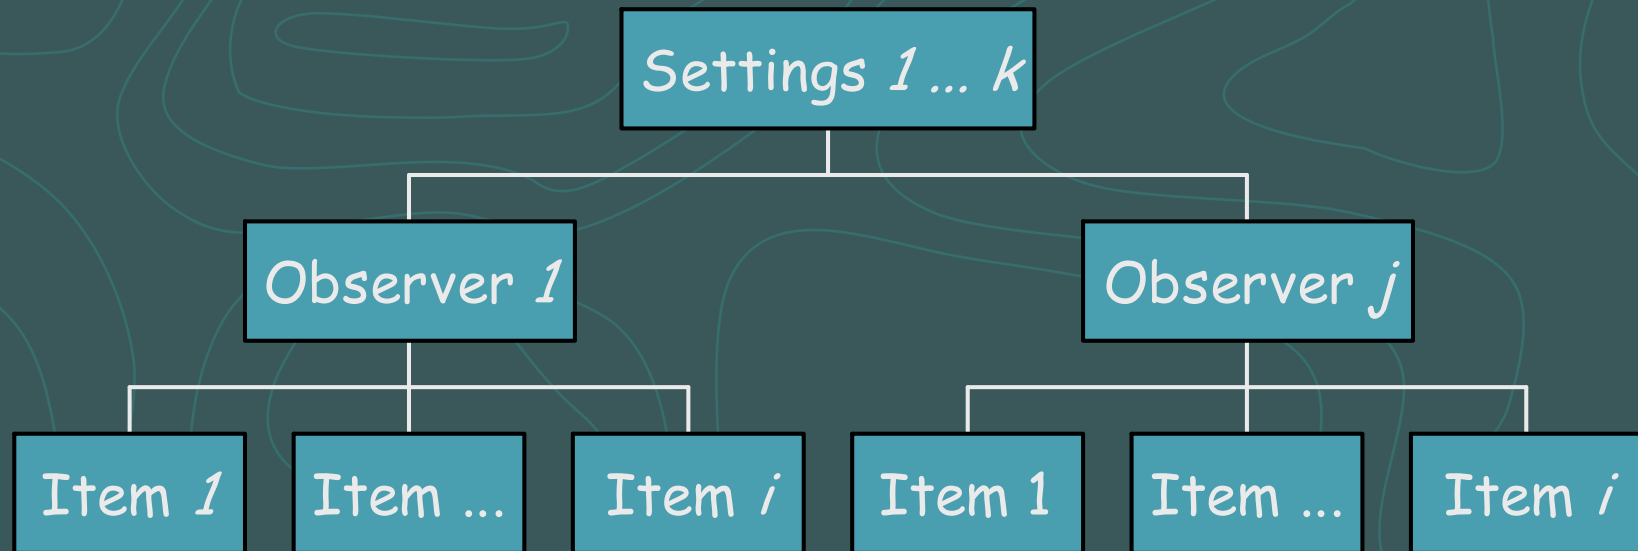 Settings 1 ... k
Observer 1
Observer j
Item 1
Item ...
Item i
Item 1
Item ...
Item i